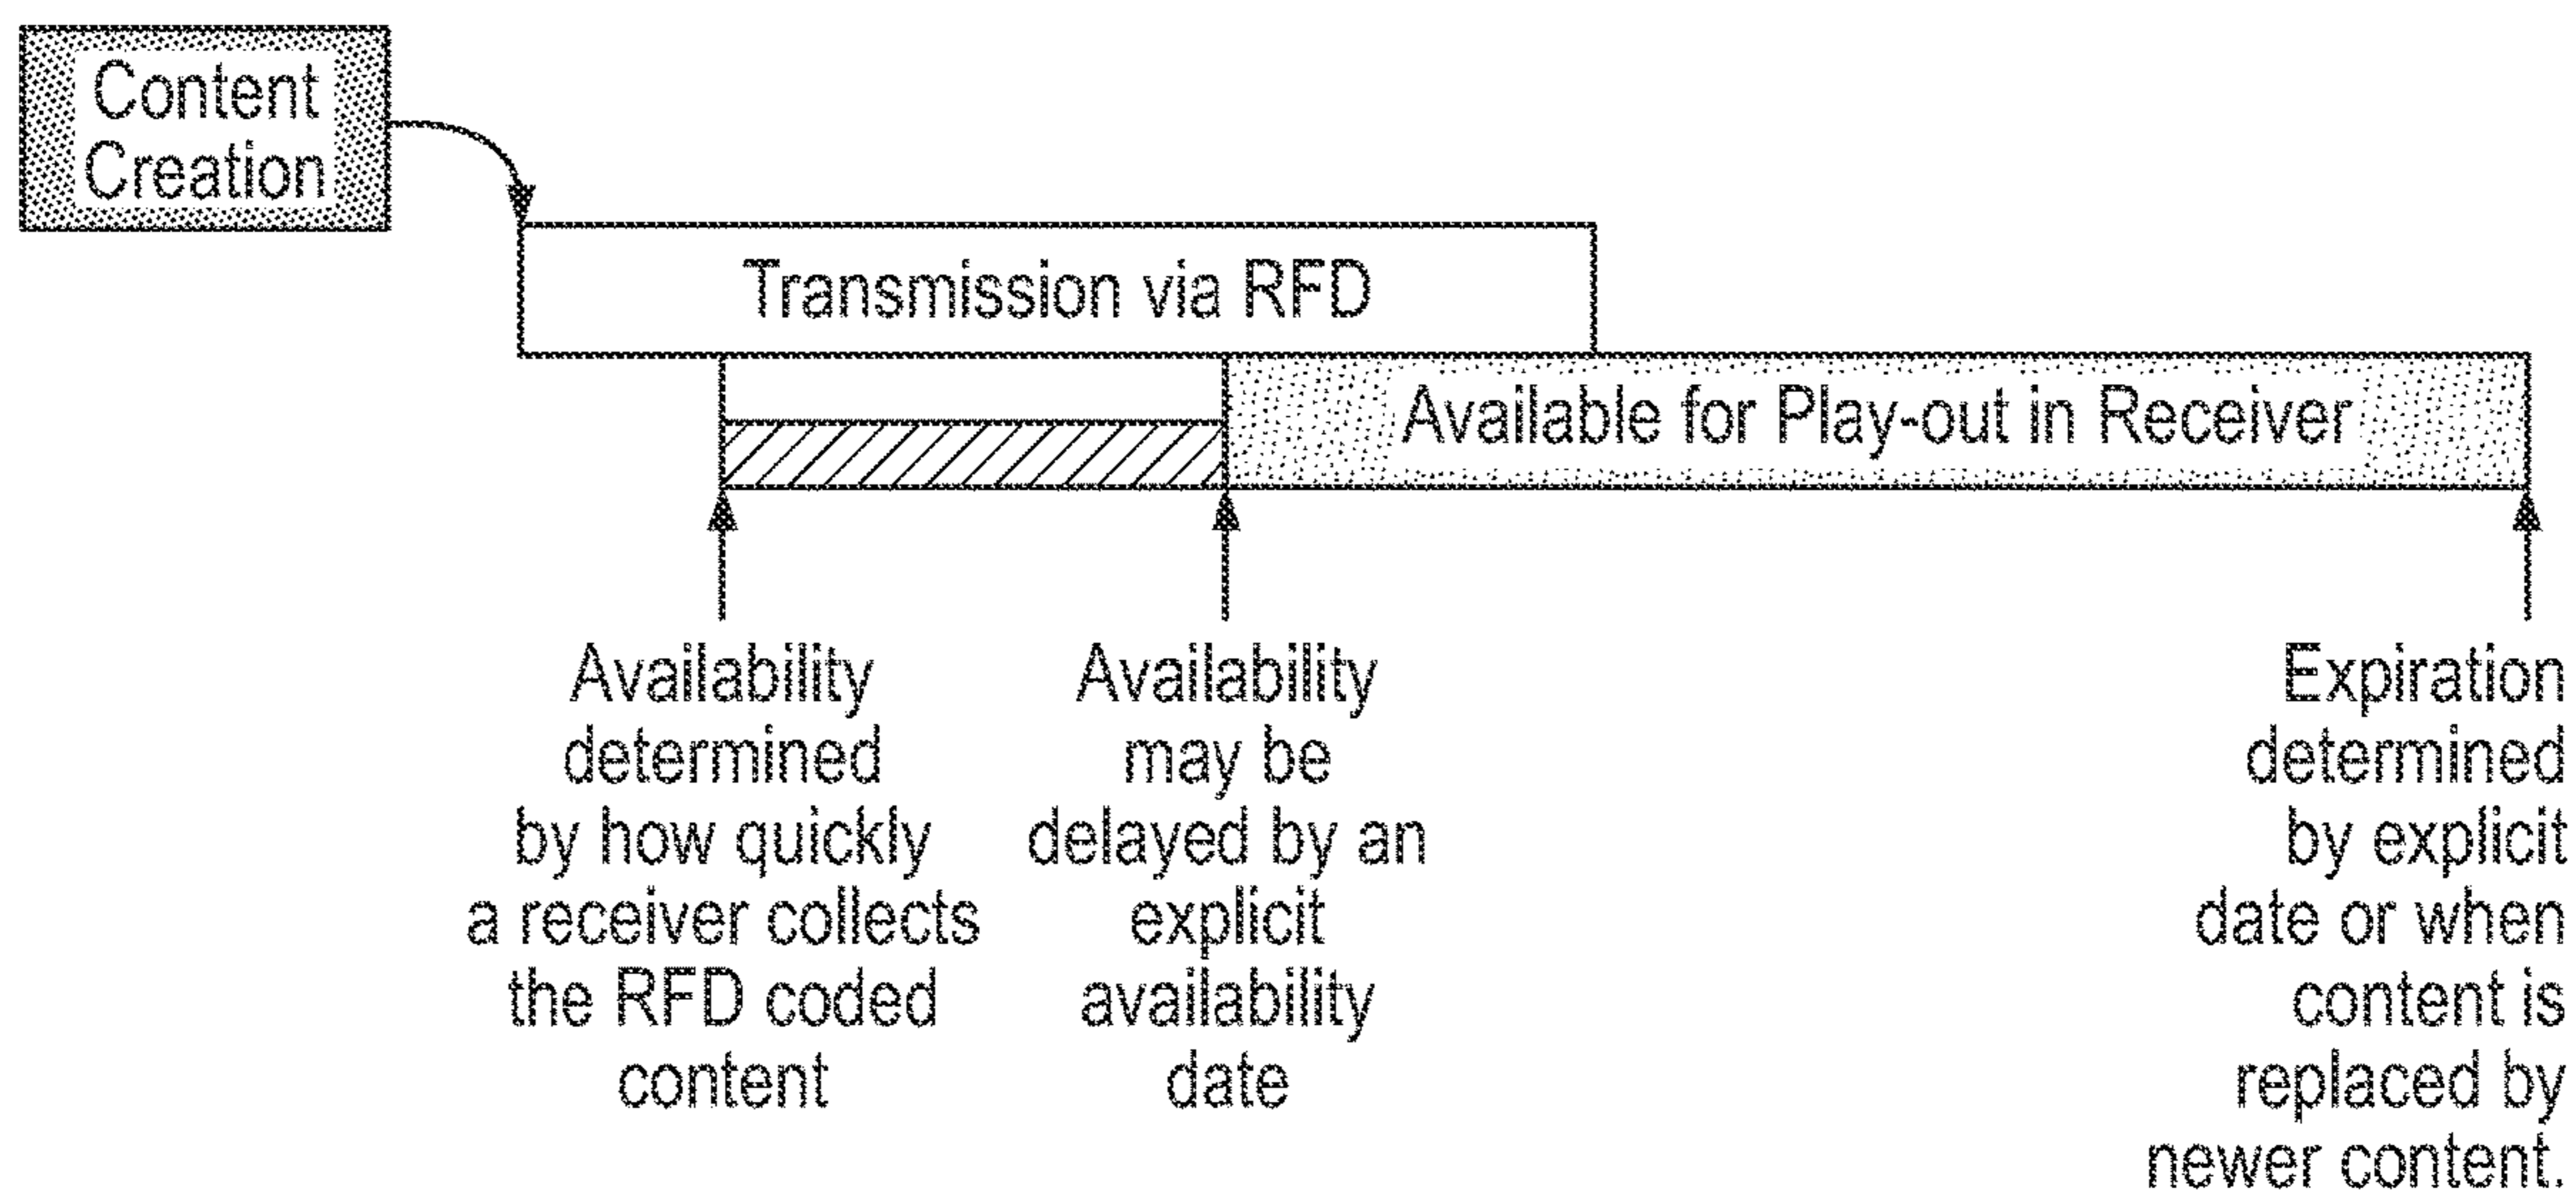 Content
Creation
Transmission via RFD
Available for Play-out in Receiver
Availability
determined
by how quickly
a receiver collects
the RFD coded
content
Availability
may be
delayed by an
explicit
availability
date
Expiration
determined
by explicit
date or when
content is
replaced by
newer content.